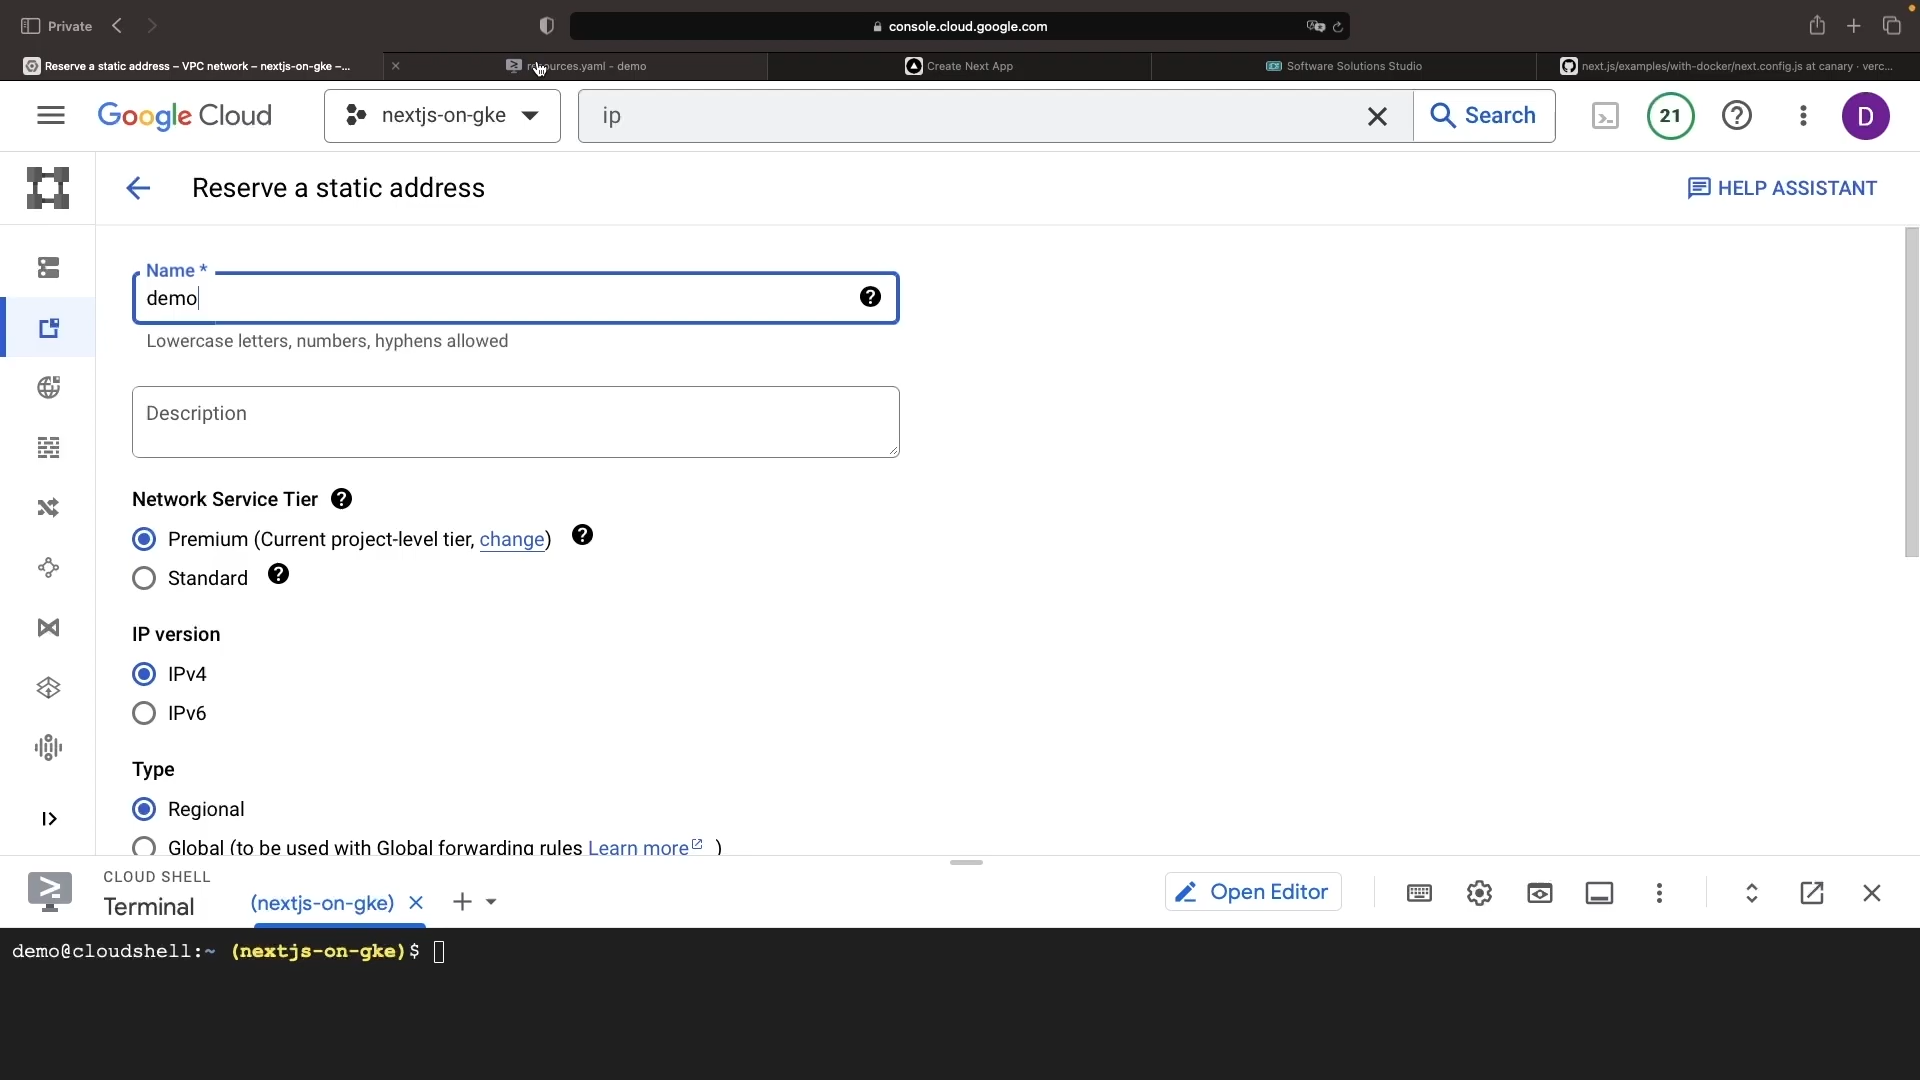 Private
console.cloud.google.com
Reserve a static address – VPC network – nextjs-on-gke –...
ources.yaml - demo
Create Next App
Software Solutions Studio
next.js/examples/with-docker/next.config.js at canary · verc...
Google Cloud
nextjs-on-gke
ip
Search
21
D
Reserve a static address
HELP ASSISTANT
Name *
demo
Lowercase letters, numbers, hyphens allowed
Description
Network Service Tier
Premium (Current project-level tier, change)
Standard
IP version
IPv4
IPv6
Type
Regional
Global (to be used with Global forwarding rules Learn more )
CLOUD SHELL
Terminal
(nextjs-on-gke)
Open Editor
demo@cloudshell:~ (nextjs-on-gke)$